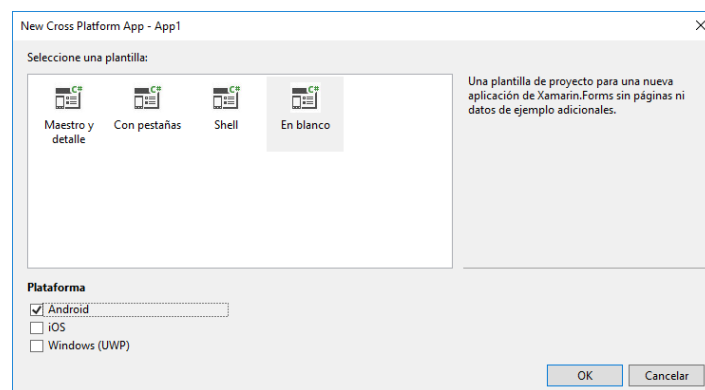 New Cross Platform App - App1
Seleccione una plantilla:
C#
C#
C#
C#
Maestro y
detalle
Con pestañas
Shell
En blanco
Una plantilla de proyecto para una nueva
aplicación de Xamarin.Forms sin páginas ni
datos de ejemplo adicionales.
Plataforma
Android
iOS
Windows (UWP)
OK
Cancelar